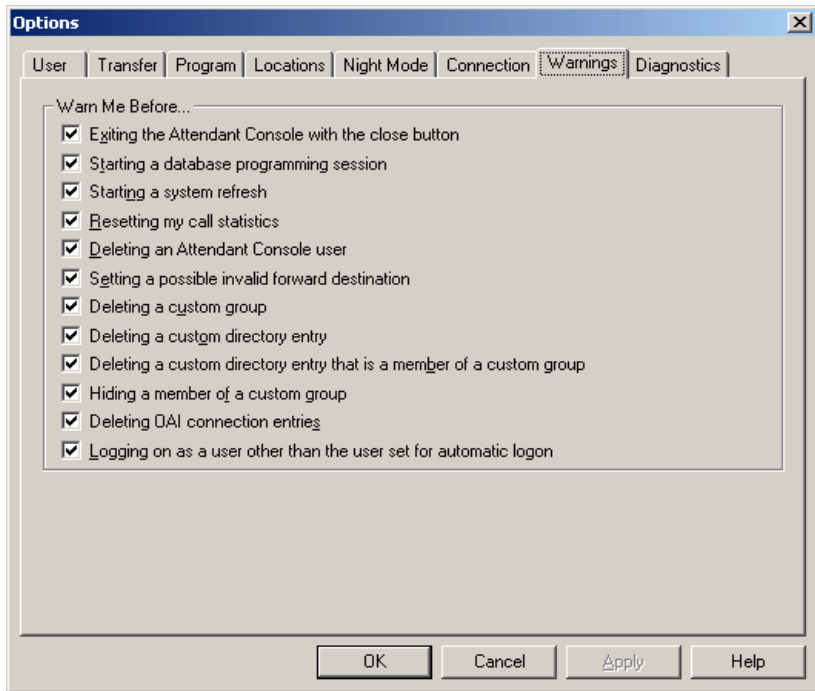 Options
User Transfer Program Locations Night Mode Connection Warnings Diagnostics
Warn Me Before...
Exiting the Attendant Console with the close button
Starting a database programming session
Starting a system refresh
Resetting my call statistics
Deleting an Attendant Console user
Setting a possible invalid forward destination
Deleting a custom group
Deleting a custom directory entry
Deleting a custom directory entry that is a member of a custom group
Hiding a member of a custom group
Deleting OAI connection entries
Logging on as a user other than the user set for automatic logon
OK Cancel Apply Help